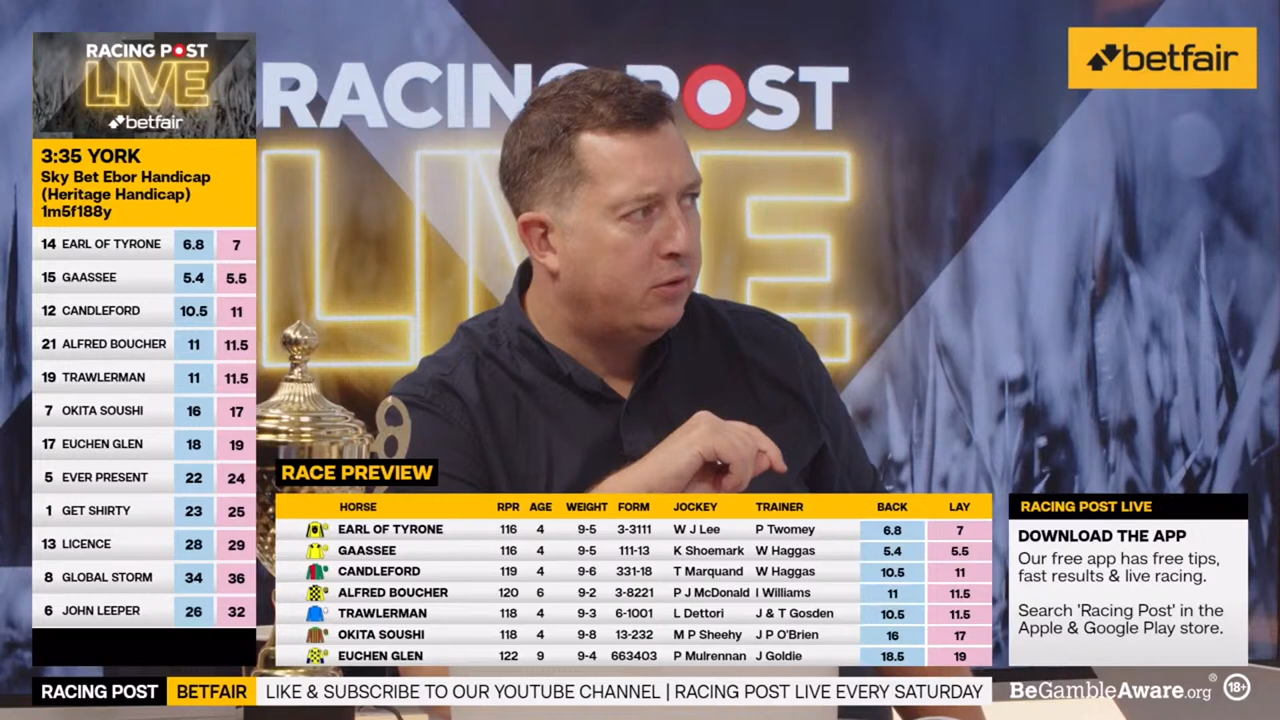 RACING POST
LIVE
betfair
3:35 YORK
Sky Bet Ebor Handicap
(Heritage Handicap)
1m5f188y
14 EARL OF TYRONE 6.8 7
15 GAASSEE 5.4 5.5
12 CANDLEFORD 10.5 11
21 ALFRED BOUCHER 11 11.5
19 TRAWLERMAN 11 11.5
7 OKITA SOUSHI 16 17
17 EUCHEN GLEN 18 19
5 EVER PRESENT 22 24
1 GET SHIRTY 23 25
13 LICENCE 28 29
8 GLOBAL STORM 34 36
6 JOHN LEEPER 26 32
RACING POST
LIVE
betfair
RACE PREVIEW
HORSE RPR AGE WEIGHT FORM JOCKEY TRAINER BACK LAY
EARL OF TYRONE 116 4 9-5 3-3111 W J Lee P Twomey 6.8 7
GAASSEE 116 4 9-5 111-13 K Shoemark W Haggas 5.4 5.5
CANDLEFORD 119 4 9-6 331-18 T Marquand W Haggas 10.5 11
ALFRED BOUCHER 120 6 9-2 3-8221 P J McDonald I Williams 11 11.5
TRAWLERMAN 118 4 9-3 6-1001 L Dettori J & T Gosden 10.5 11.5
OKITA SOUSHI 118 4 9-8 13-232 M P Sheehy J P O'Brien 16 17
EUCHEN GLEN 122 9 9-4 663403 P Mulrennan J Goldie 18.5 19
RACING POST LIVE
DOWNLOAD THE APP
Our free app has free tips,
fast results & live racing.
Search 'Racing Post' in the
Apple & Google Play store.
RACING POST BETFAIR LIKE & SUBSCRIBE TO OUR YOUTUBE CHANNEL | RACING POST LIVE EVERY SATURDAY BeGambleAware.org® 18+